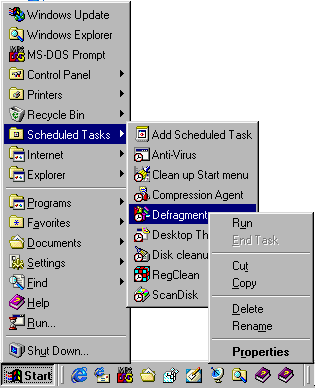 Windows Update
Windows Explorer
MS-DOS Prompt
Control Panel
Printers
Recycle Bin
Scheduled Tasks
Internet
Explorer
Programs
Favorites
Documents
Settings
Find
Help
Run...
Shut Down...
Start
Add Scheduled Task
Anti-Virus
Clean up Start menu
Compression Agent
Defragment
Desktop Th
Disk cleanu
RegClean
ScanDisk
Run
End Task
Cut
Copy
Delete
Rename
Properties